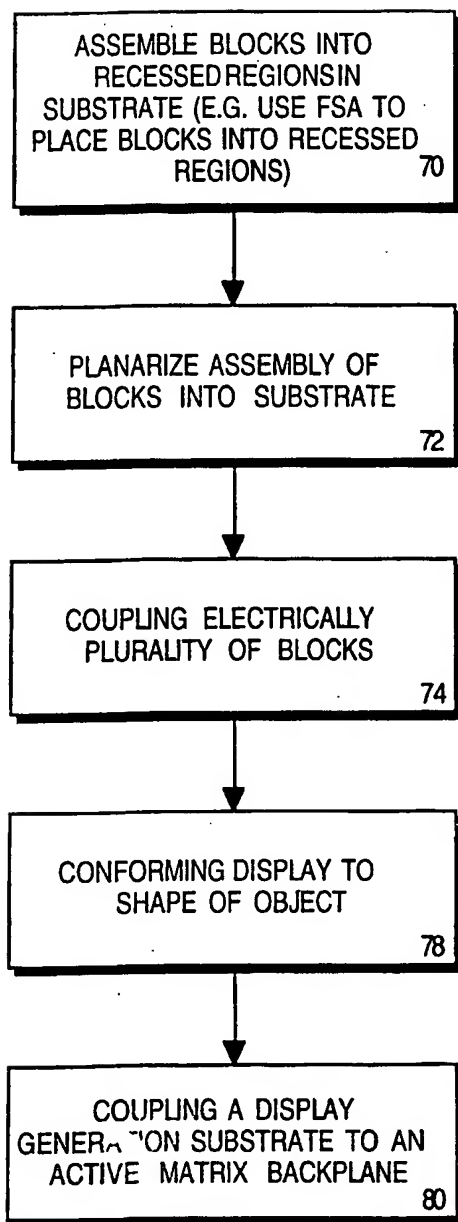 ASSEMBLE BLOCKS INTO
RECESSED REGIONS IN
SUBSTRATE (E.G. USE FSA TO
PLACE BLOCKS INTO RECESSED
REGIONS)
70
PLANARIZE ASSEMBLY OF
BLOCKS INTO SUBSTRATE
72
COUPLING ELECTRICALLY
PLURALITY OF BLOCKS
74
CONFORMING DISPLAY TO
SHAPE OF OBJECT
78
COUPLING A DISPLAY
SUBSTRATE TO AN
ACTIVE MATRIX BACKPLANE
80